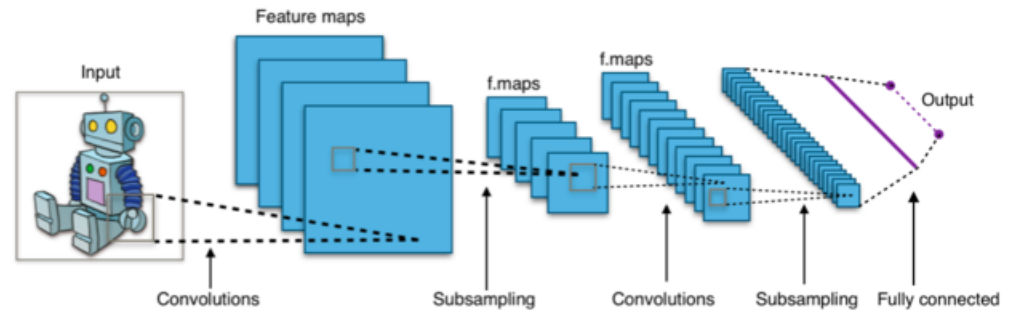 Feature maps
Input
f.maps
f.maps
Output
Convolutions
Subsampling
Convolutions
Subsampling
Fully connected